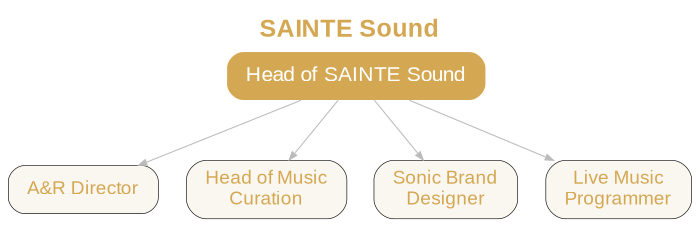 SAINTE Sound
Head of SAINTE Sound
A&R Director
Head of Music
Curation
Sonic Brand
Designer
Live Music
Programmer